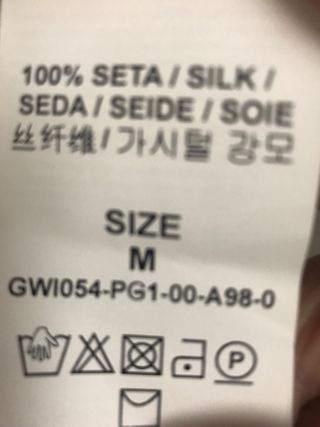 100% SETA / SILK /
SEDA / SEIDE / SOIE
丝纤维 / 가시털 강모
SIZE
M
GWI054-PG1-00-A98-0
P